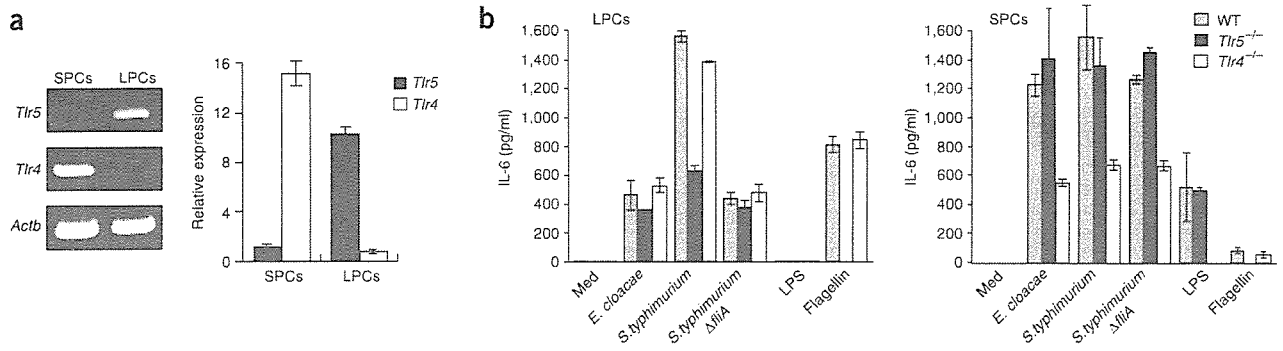 a
SPCs LPCs
Tlr5
Tlr4
Actb
Relative expression
16
12
8
4
0
SPCs LPCs
Tlr5
Tlr4
b
LPCs
IL-6 (pg/ml)
1,600
1,400
1,200
1,000
800
600
400
200
0
Med
E. cloacae
S.typhimurium
S.typhimurium
ΔfliA
LPS
Flagellin
SPCs
IL-6 (pg/ml)
1,600
1,400
1,200
1,000
800
600
400
200
0
Med
E. cloacae
S.typhimurium
S.typhimurium
ΔfliA
LPS
Flagellin
WT
Tlr5−/−
Tlr4−/−